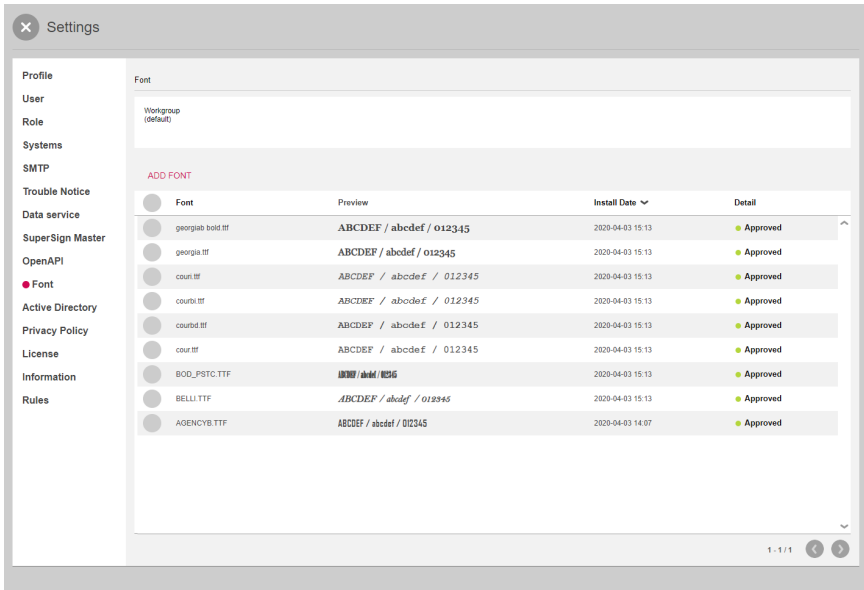 Settings
Profile
User
Role
Systems
SMTP
Trouble Notice
Data service
SuperSign Master
OpenAPI
Font
Active Directory
Privacy Policy
License
Information
Rules
Font
Workgroup
(default)
ADD FONT
Font Preview Install Date Detail
georgiab bold.ttf ABCDEF / abcdef / 012345 2020-04-03 15:13 Approved
georgia.ttf ABCDEF / abcdef / 012345 2020-04-03 15:13 Approved
couri.ttf ABCDEF / abcdef / 012345 2020-04-03 15:13 Approved
courbi.ttf ABCDEF / abcdef / 012345 2020-04-03 15:13 Approved
courbd.ttf ABCDEF / abcdef / 012345 2020-04-03 15:13 Approved
cour.ttf ABCDEF / abcdef / 012345 2020-04-03 15:13 Approved
BOD_PSTC.TTF ABCDEF / abcdef / 012345 2020-04-03 15:13 Approved
BELLI.TTF ABCDEF / abcdef / 012345 2020-04-03 15:13 Approved
AGENCYB.TTF ABCDEF / abcdef / 012345 2020-04-03 14:07 Approved
1 - 1 / 1